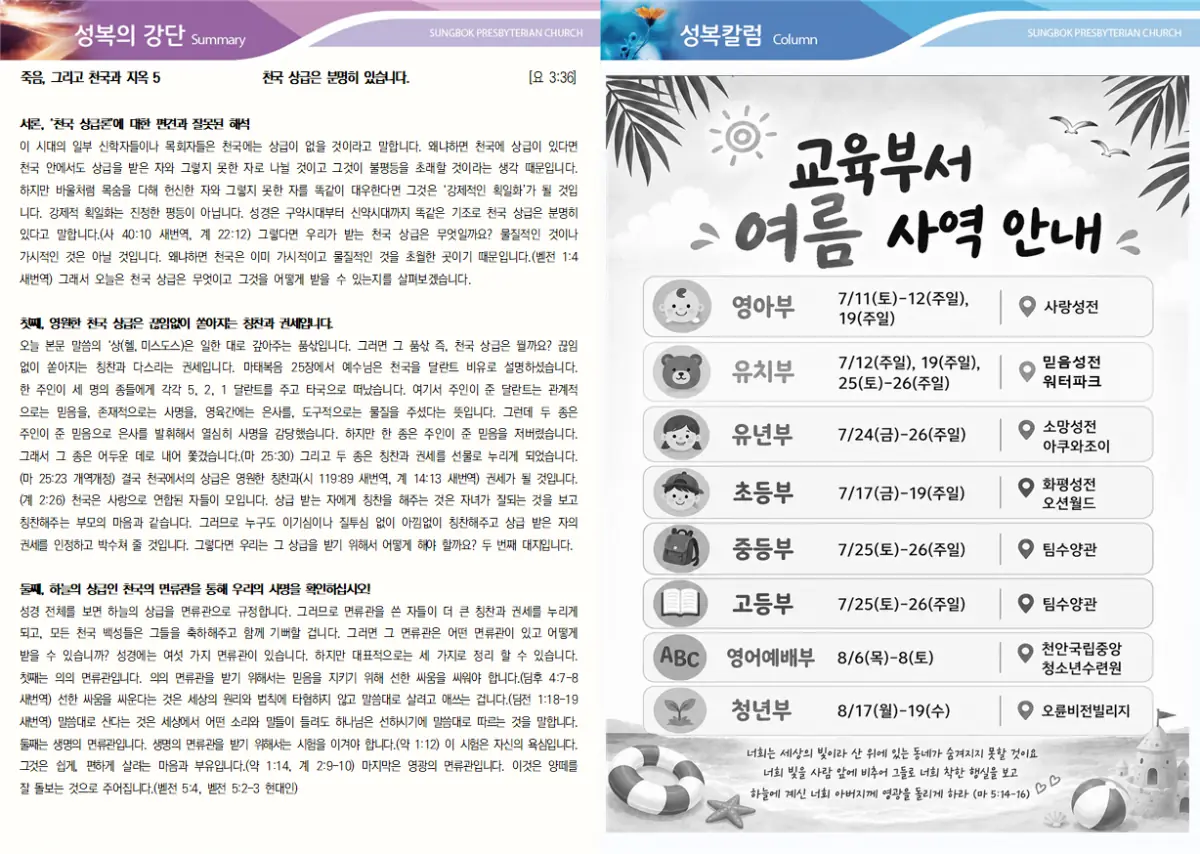 성복의 강단 Summary
SUNGBOK PRESBYTERIAN CHURCH
죽음, 그리고 천국과 지옥 5 천국 상급은 분명히 있습니다. [요 3:36]
서론, ‘천국 상급론’에 대한 편견과 잘못된 해석
이 시대의 일부 신학자들이나 목회자들은 천국에는 상급이 없을 것이라고 말합니다. 왜냐하면 천국에 상급이 있다면
천국 안에서도 상급을 받은 자와 그렇지 못한 자로 나뉠 것이고 그것이 불평등을 초래할 것이라는 생각 때문입니다.
하지만 바울처럼 목숨을 다해 헌신한 자와 그렇지 못한 자를 똑같이 대우한다면 그것은 ‘강제적인 획일화’가 될 것입
니다. 강제적 획일화는 진정한 평등이 아닙니다. 성경은 구약시대부터 신약시대까지 똑같은 기조로 천국 상급은 분명히
있다고 말합니다.(사 40:10 새번역, 계 22:12) 그렇다면 우리가 받는 천국 상급은 무엇일까요? 물질적인 것이나
가시적인 것은 아닐 것입니다. 왜냐하면 천국은 이미 가시적이고 물질적인 것을 초월한 곳이기 때문입니다.(벧전 1:4
새번역) 그래서 오늘은 천국 상급은 무엇이고 그것을 어떻게 받을 수 있는지를 살펴보겠습니다.
첫째, 영원한 천국 상급은 끊임없이 쏟아지는 칭찬과 권세입니다.
오늘 본문 말씀의 ‘상(헬, 미스도스)은 일한 대로 갚아주는 품삯입니다. 그러면 그 품삯 즉, 천국 상급은 뭘까요? 끊임
없이 쏟아지는 칭찬과 다스리는 권세입니다. 마태복음 25장에서 예수님은 천국을 달란트 비유로 설명하셨습니다.
한 주인이 세 명의 종들에게 각각 5, 2, 1 달란트를 주고 타국으로 떠났습니다. 여기서 주인이 준 달란트는 관계적
으로는 믿음을, 존재적으로는 사명을, 영육간에는 은사를, 도구적으로는 물질을 주셨다는 뜻입니다. 그런데 두 종은
주인이 준 믿음으로 은사를 발휘해서 열심히 사명을 감당했습니다. 하지만 한 종은 주인이 준 믿음을 저버렸습니다.
그래서 그 종은 어두운 데로 내어 쫓겼습니다.(마 25:30) 그리고 두 종은 칭찬과 권세를 선물로 누리게 되었습니다.
(마 25:23 개역개정) 결국 천국에서의 상급은 영원한 칭찬과(시 119:89 새번역, 계 14:13 새번역) 권세가 될 것입니다.
(계 2:26) 천국은 사랑으로 연합된 자들이 모입니다. 상급 받는 자에게 칭찬을 해주는 것은 자녀가 잘되는 것을 보고
칭찬해주는 부모의 마음과 같습니다. 그러므로 누구도 이기심이나 질투심 없이 아낌없이 칭찬해주고 상급 받은 자의
권세를 인정하고 박수쳐 줄 것입니다. 그렇다면 우리는 그 상급을 받기 위해서 어떻게 해야 할까요? 두 번째 대지입니다.
둘째, 하늘의 상급인 천국의 면류관을 통해 우리의 사명을 확인하십시오!
성경 전체를 보면 하늘의 상급을 면류관으로 규정합니다. 그러므로 면류관을 쓴 자들이 더 큰 칭찬과 권세를 누리게
되고, 모든 천국 백성들은 그들을 축하해주고 함께 기뻐할 겁니다. 그러면 그 면류관은 어떤 면류관이 있고 어떻게
받을 수 있습니까? 성경에는 여섯 가지 면류관이 있습니다. 하지만 대표적으로는 세 가지로 정리 할 수 있습니다.
첫째는 의의 면류관입니다. 의의 면류관을 받기 위해서는 믿음을 지키기 위해 선한 싸움을 싸워야 합니다.(딤후 4:7-8
새번역) 선한 싸움을 싸운다는 것은 세상의 원리와 법칙에 타협하지 않고 말씀대로 살려고 애쓰는 겁니다.(딤전 1:18-19
새번역) 말씀대로 산다는 것은 세상에서 어떤 소리와 말들이 들려도 하나님은 선하시기에 말씀대로 따르는 것을 말합니다.
둘째는 생명의 면류관입니다. 생명의 면류관을 받기 위해서는 시험을 이겨야 합니다.(약 1:12) 이 시험은 자신의 욕심입니다.
그것은 쉽게, 편하게 살려는 마음과 부유입니다.(약 1:14, 계 2:9-10) 마지막은 영광의 면류관입니다. 이것은 양떼를
잘 돌보는 것으로 주어집니다.(벧전 5:4, 벧전 5:2-3 현대인)
성복칼럼 Column
SUNGBOK PRESBYTERIAN CHURCH
교육부서
여름 사역 안내
영아부 7/11(토)-12(주일), 19(주일) 사랑성전
유치부 7/12(주일), 19(주일), 25(토)-26(주일) 믿음성전 워터파크
유년부 7/24(금)-26(주일) 소망성전 아쿠와조이
초등부 7/17(금)-19(주일) 화평성전 오션월드
중등부 7/25(토)-26(주일) 팀수양관
고등부 7/25(토)-26(주일) 팀수양관
ABC 영어예배부 8/6(목)-8(토) 천안국립중앙 청소년수련원
청년부 8/17(월)-19(수) 오륜비전빌리지
너희는 세상의 빛이라 산 위에 있는 동네가 숨겨지지 못할 것이요
너희 빛을 사람 앞에 비추어 그들로 너희 착한 행실을 보고
하늘에 계신 너희 아버지께 영광을 돌리게 하라 (마 5:14-16)